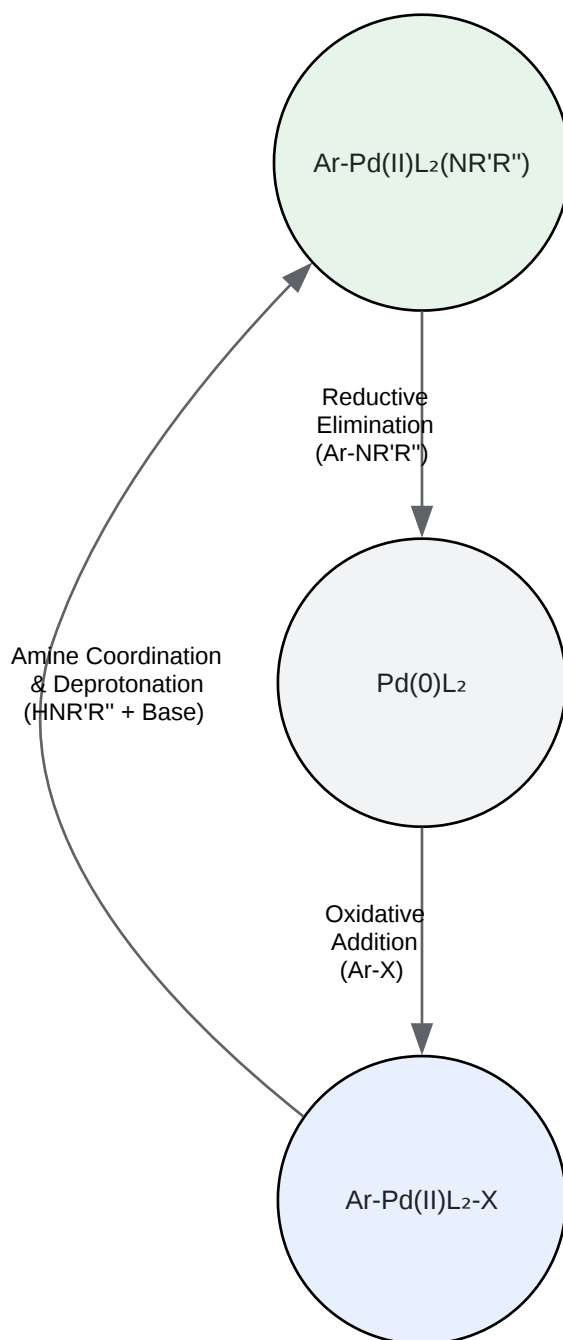 Ar-Pd(II)L₂(NR'R'')
Reductive
Elimination
(Ar-NR'R'')
Amine Coordination
& Deprotonation
(HNR'R'' + Base)
Pd(0)L₂
Oxidative
Addition
(Ar-X)
Ar-Pd(II)L₂-X